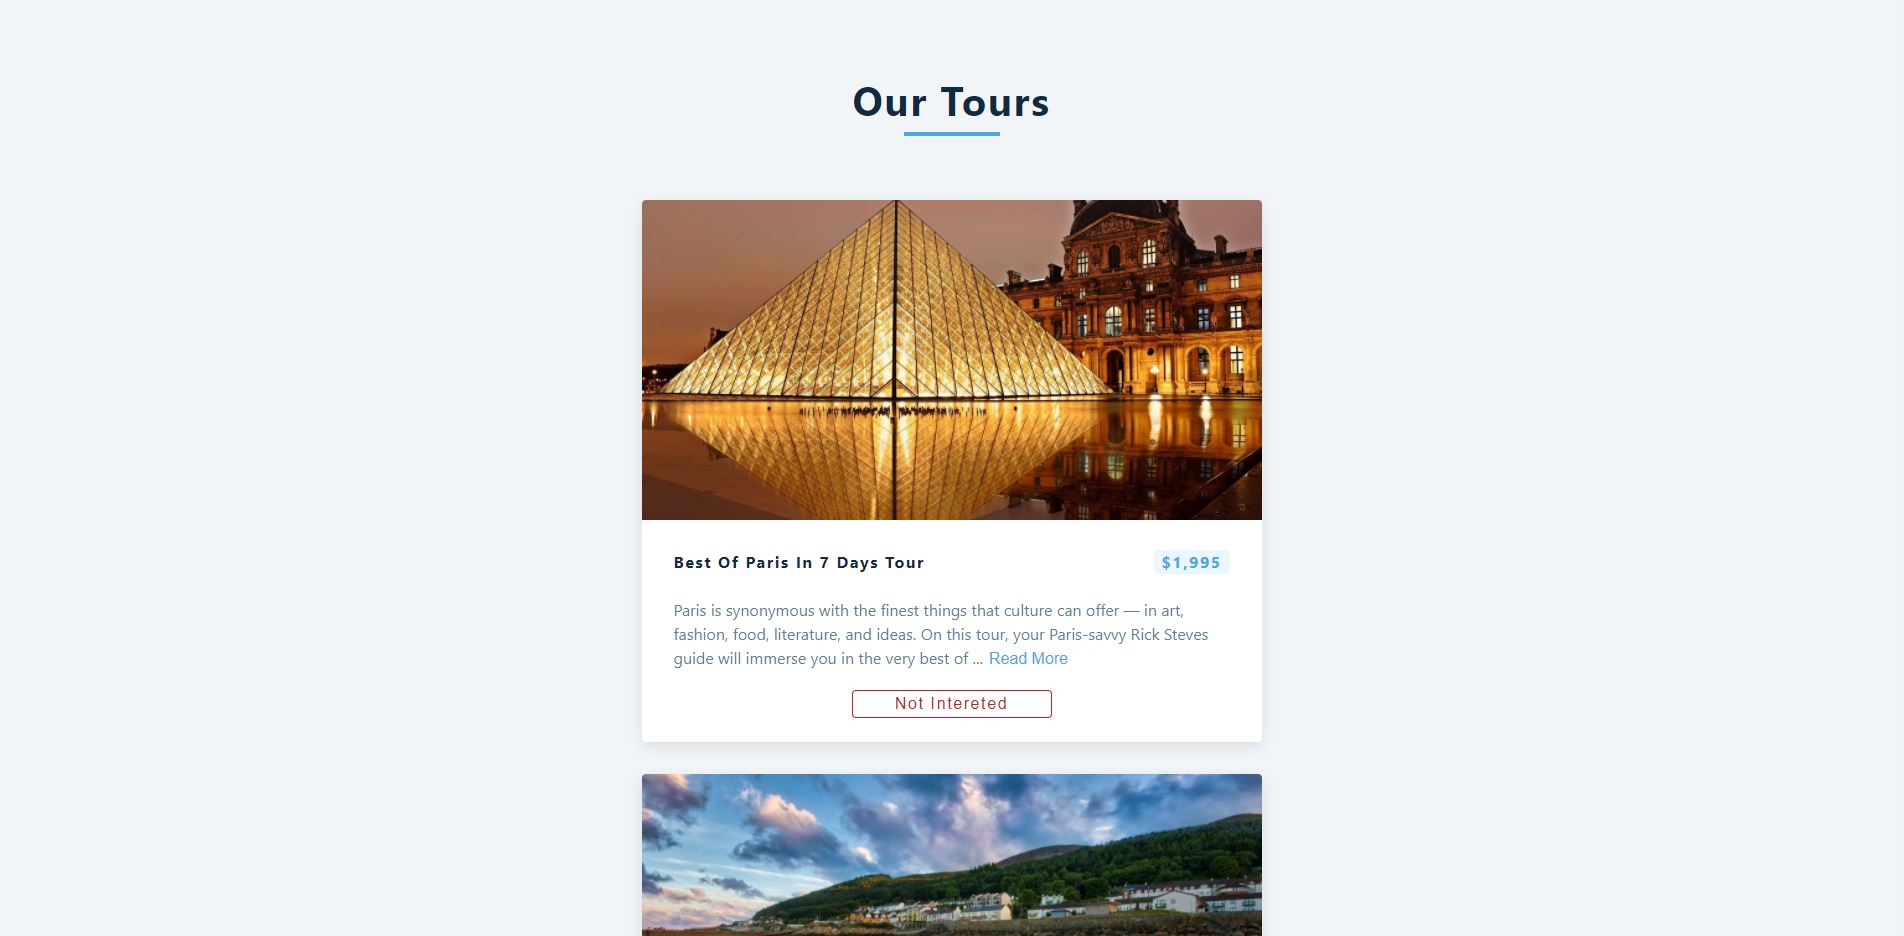 Our Tours
Best Of Paris In 7 Days Tour
$1,995
Paris is synonymous with the finest things that culture can offer — in art,
fashion, food, literature, and ideas. On this tour, your Paris-savvy Rick Steves
guide will immerse you in the very best of ... Read More
Not Intereted